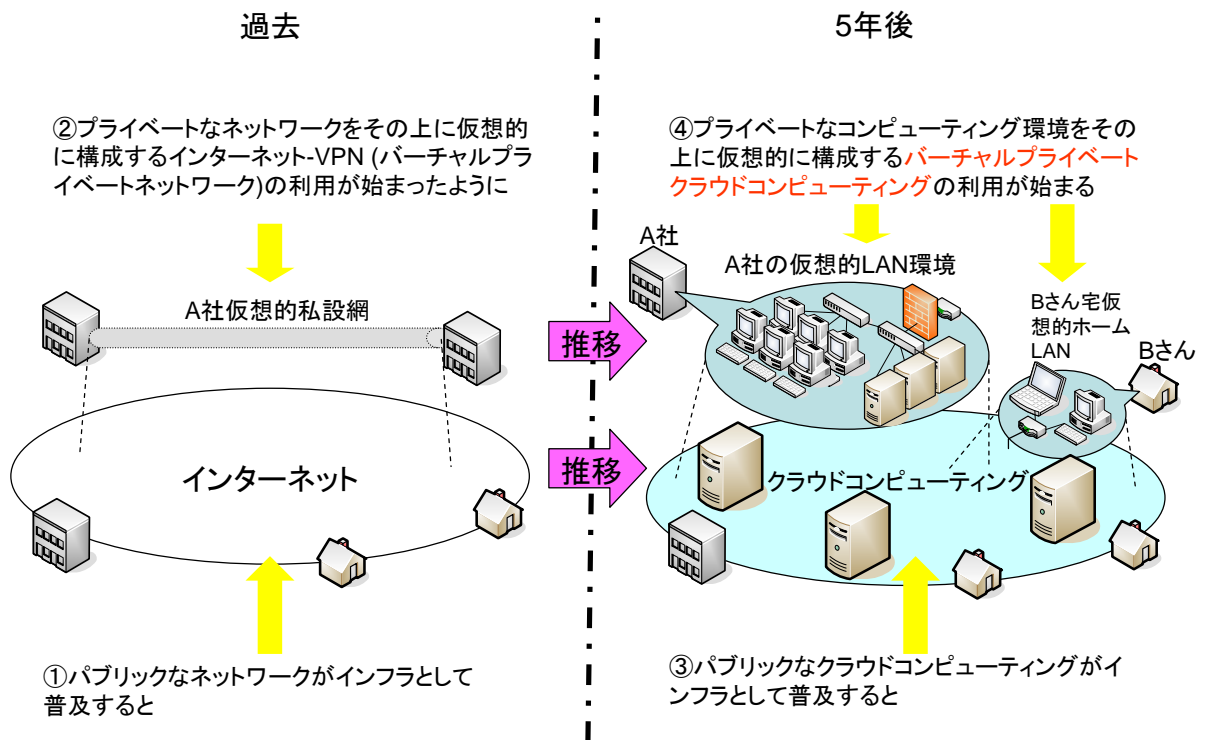 過去
5年後
②プライベートなネットワークをその上に仮想的
に構成するインターネット-VPN (バーチャルプラ
イベートネットワーク)の利用が始まったように
④プライベートなコンピューティング環境をその
上に仮想的に構成するバーチャルプライベート
クラウドコンピューティングの利用が始まる
A社仮想的私設網
A社
A社の仮想的LAN環境
Bさん宅仮
想的ホーム
LAN
Bさん
推移
推移
インターネット
クラウドコンピューティング
①パブリックなネットワークがインフラとして
普及すると
③パブリックなクラウドコンピューティングがイ
ンフラとして普及すると